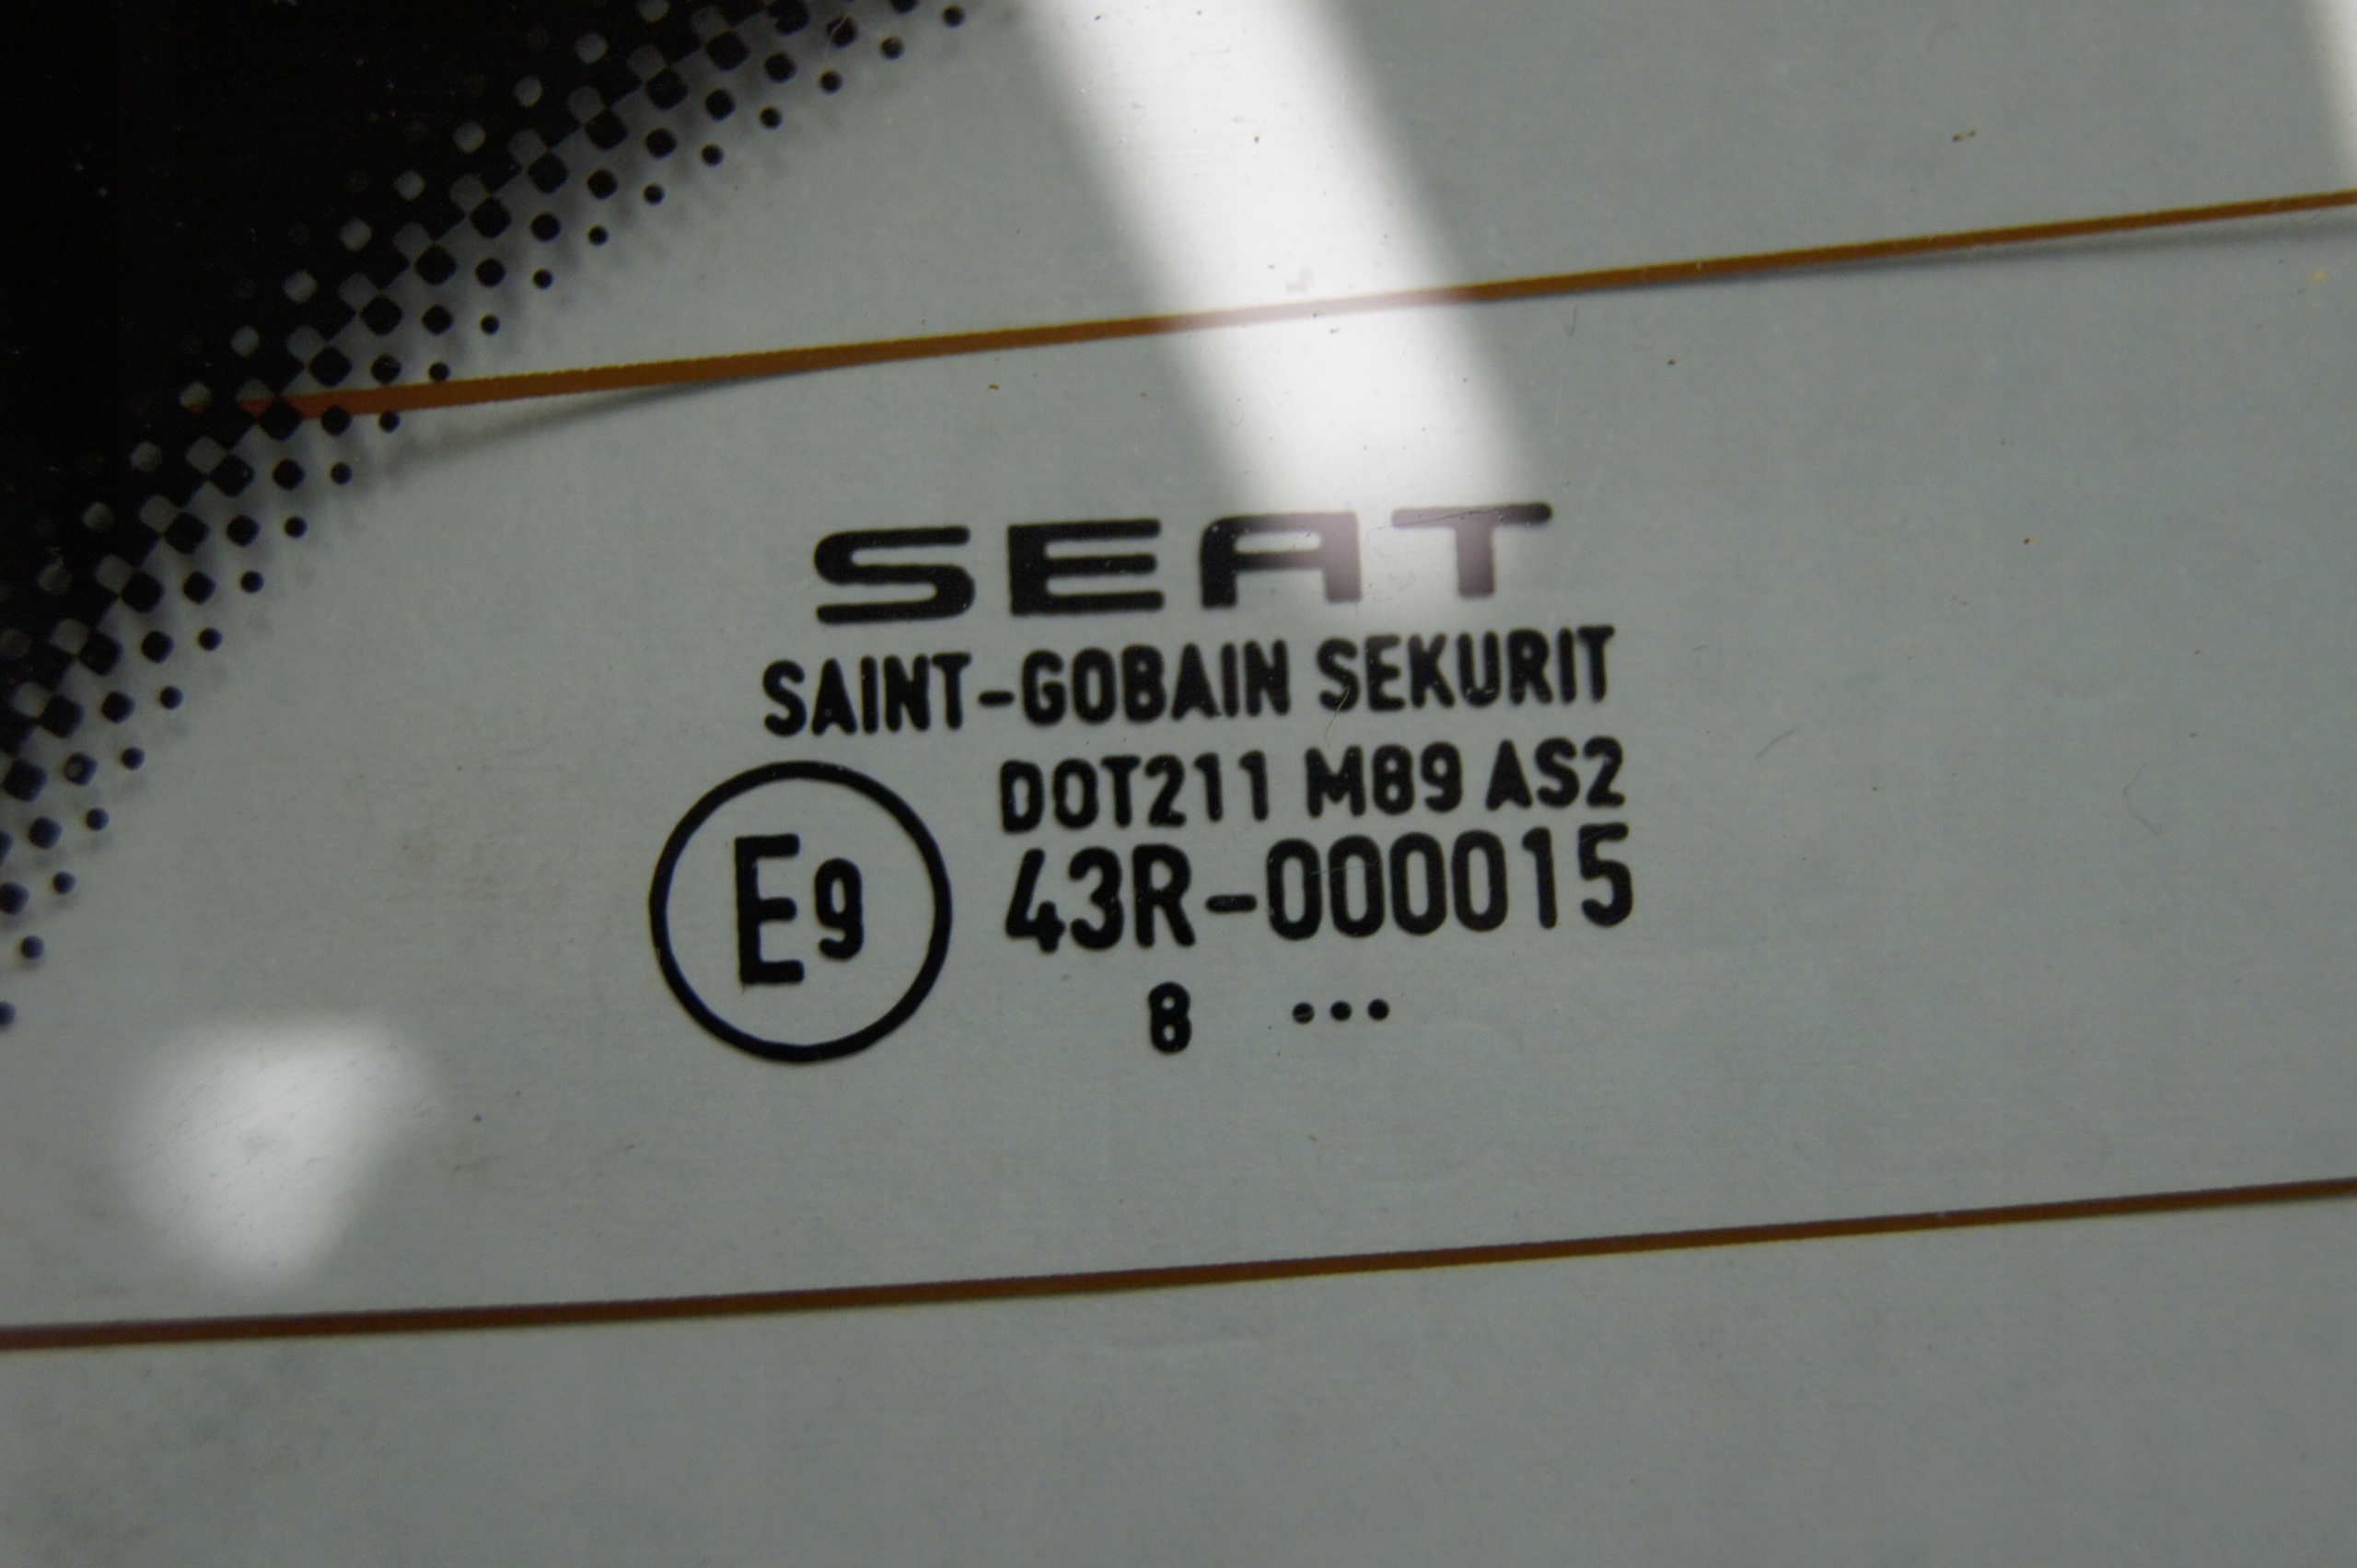 SEAT
SAINT-GOBAIN SEKURIT
DOT211 M89 AS2
E9 43R-000015
8 •••